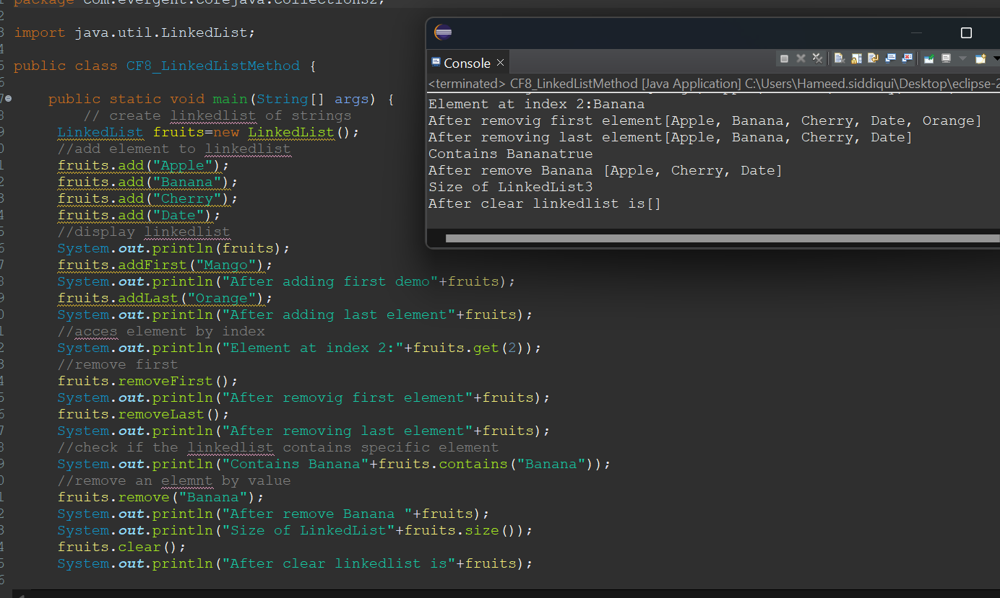 package com.evergent.corejava.collections2;
import java.util.LinkedList;
public class CF8_LinkedListMethod {
public static void main(String[] args) {
// create linkedlist of strings
LinkedList fruits=new LinkedList();
//add element to linkedlist
fruits.add("Apple");
fruits.add("Banana");
fruits.add("Cherry");
fruits.add("Date");
//display linkedlist
System.out.println(fruits);
fruits.addFirst("Mango");
System.out.println("After adding first demo"+fruits);
fruits.addLast("Orange");
System.out.println("After adding last element"+fruits);
//acces element by index
System.out.println("Element at index 2:"+fruits.get(2));
//remove first
fruits.removeFirst();
System.out.println("After removig first element"+fruits);
fruits.removeLast();
System.out.println("After removing last element"+fruits);
//check if the linkedlist contains specific element
System.out.println("Contains Banana"+fruits.contains("Banana"));
//remove an elemnt by value
fruits.remove("Banana");
System.out.println("After remove Banana "+fruits);
System.out.println("Size of LinkedList"+fruits.size());
fruits.clear();
System.out.println("After clear linkedlist is"+fruits);
Console
<terminated> CF8_LinkedListMethod [Java Application] C:\Users\Hameed.siddiqui\Desktop\eclipse-2
Element at index 2:Banana
After removig first element[Apple, Banana, Cherry, Date, Orange]
After removing last element[Apple, Banana, Cherry, Date]
Contains Bananatrue
After remove Banana [Apple, Cherry, Date]
Size of LinkedList3
After clear linkedlist is[]